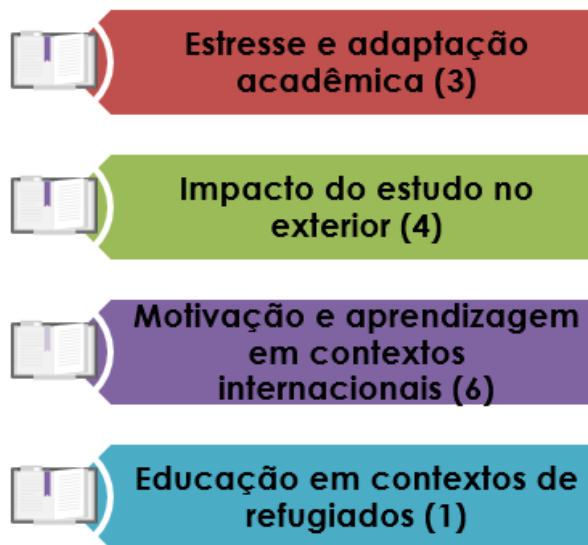 Estresse e adaptação
acadêmica (3)
Impacto do estudo no
exterior (4)
Motivação e aprendizagem
em contextos
internacionais (6)
Educação em contextos de
refugiados (1)